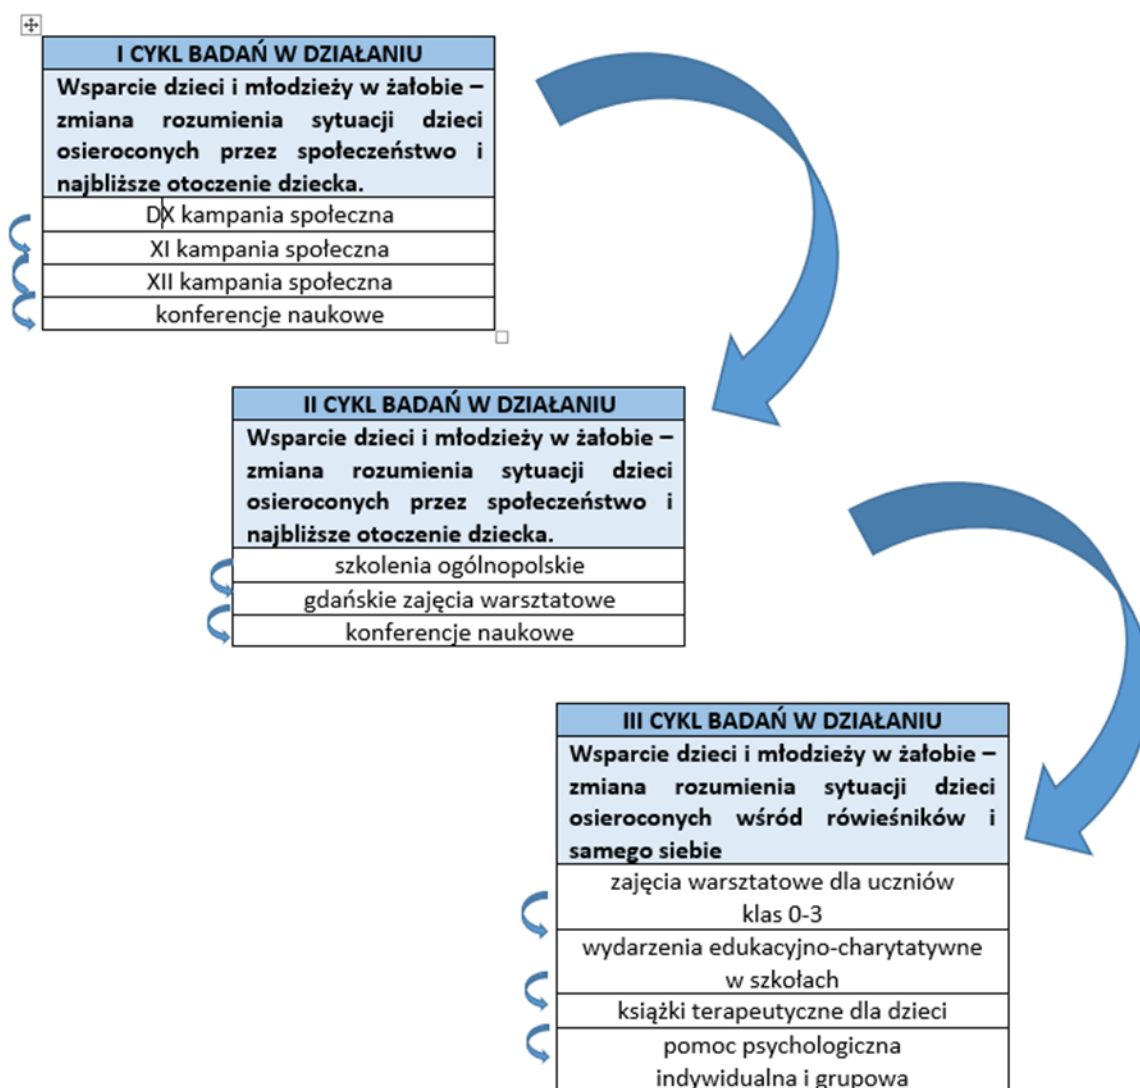 I CYKL BADAŃ W DZIAŁANIU
Wsparcie dzieci i młodzieży w żałobie –
zmiana rozumienia sytuacji dzieci
osieroconych przez społeczeństwo i
najbliższe otoczenie dziecka.
DX kampania społeczna
XI kampania społeczna
XII kampania społeczna
konferencje naukowe
II CYKL BADAŃ W DZIAŁANIU
Wsparcie dzieci i młodzieży w żałobie –
zmiana rozumienia sytuacji dzieci
osieroconych przez społeczeństwo i
najbliższe otoczenie dziecka.
szkolenia ogólnopolskie
gdańskie zajęcia warsztatowe
konferencje naukowe
III CYKL BADAŃ W DZIAŁANIU
Wsparcie dzieci i młodzieży w żałobie –
zmiana rozumienia sytuacji dzieci
osieroconych wśród rówieśników i
samego siebie
zajęcia warsztatowe dla uczniów
klas 0-3
wydarzenia edukacyjno-charytatywne
w szkołach
książki terapeutyczne dla dzieci
pomoc psychologiczna
indywidualna i grupowa